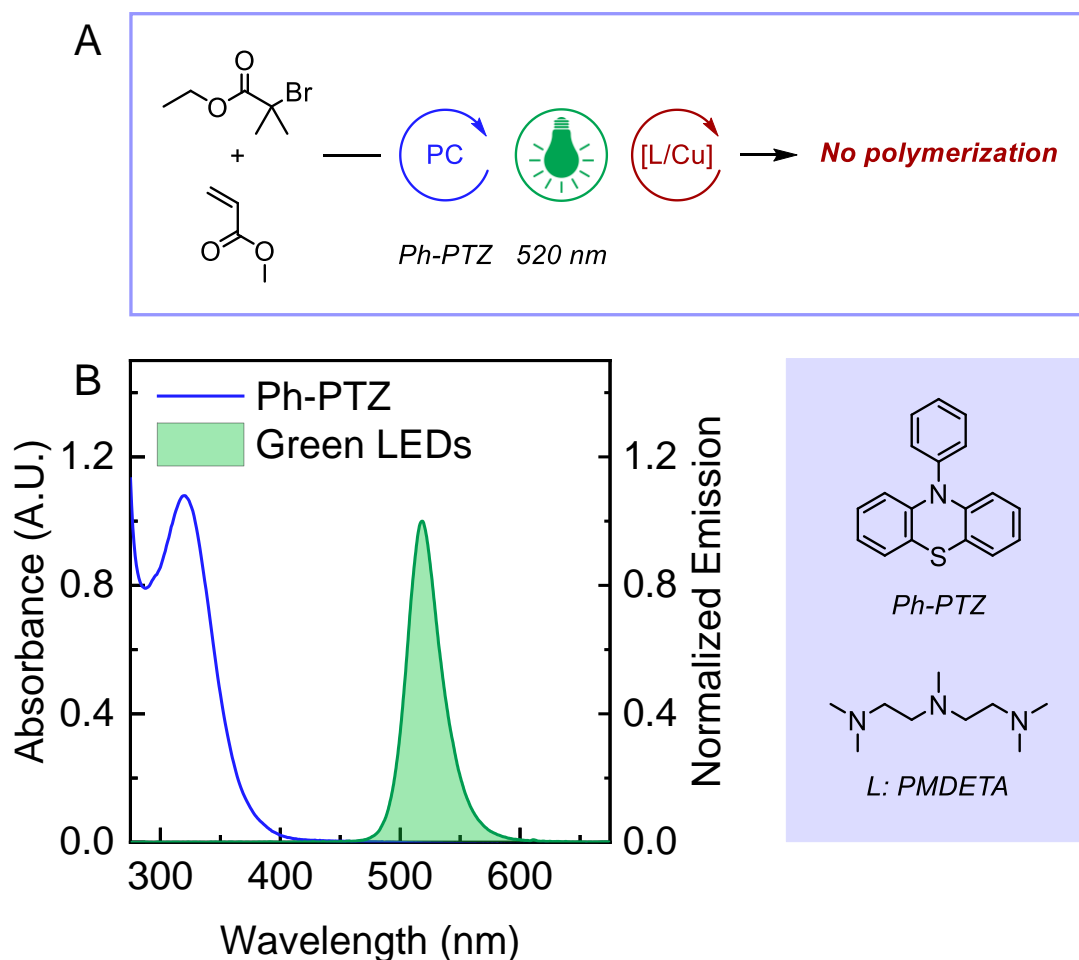 A
O
Br
O
+
O
O
PC
[L/Cu]
No polymerization
Ph-PTZ
520 nm
B
Ph-PTZ
Green LEDs
Absorbance (A.U.)
1.2
0.8
0.4
0.0
1.2
0.8
0.4
0.0
Normalized Emission
300 400 500 600
Wavelength (nm)
N
S
Ph-PTZ
N N N
L: PMDETA